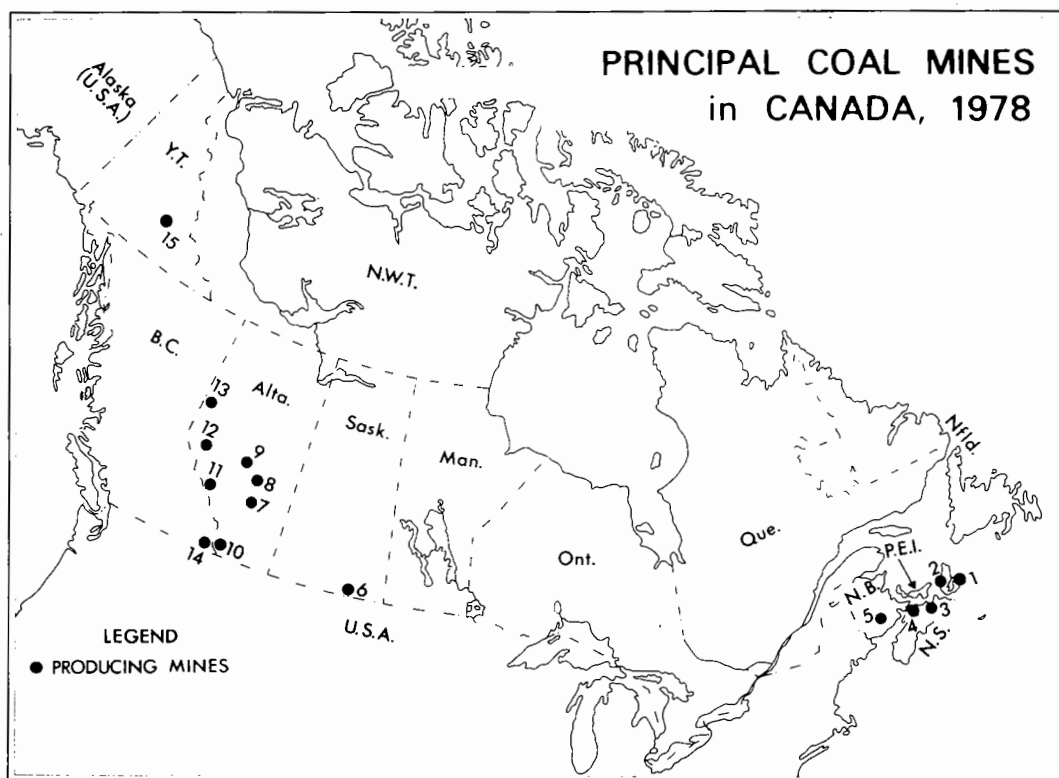 PRINCIPAL COAL MINES
in CANADA, 1978
Alaska
(U.S.A.)
Y.T.
15
N.W.T.
B.C.
13
Alta.
12
Sask.
9
11
8
Man.
7
Nfld.
Que.
14
10
Ont.
P.E.I.
2
1
N.B.
6
5
4
3
N.S.
U.S.A.
LEGEND
● PRODUCING MINES